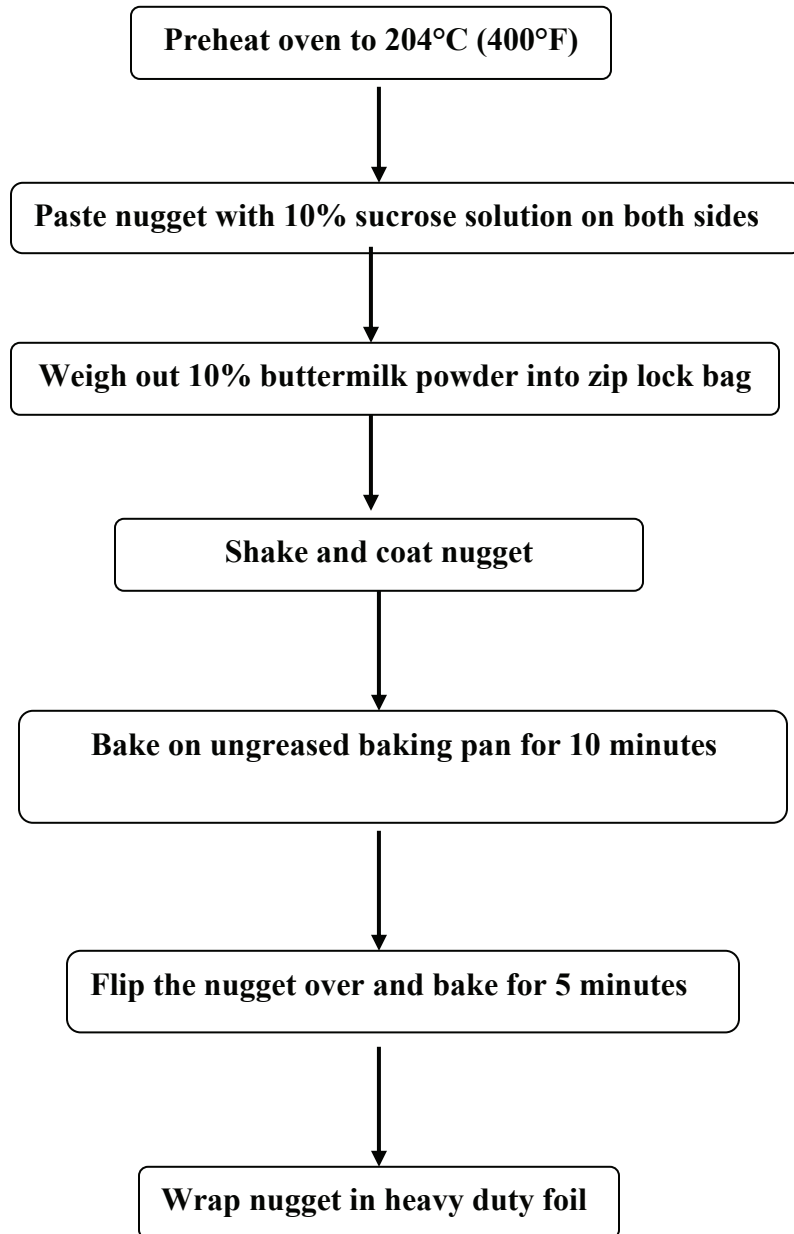 Preheat oven to 204°C (400°F)
Paste nugget with 10% sucrose solution on both sides
Weigh out 10% buttermilk powder into zip lock bag
Shake and coat nugget
Bake on ungreased baking pan for 10 minutes
Flip the nugget over and bake for 5 minutes
Wrap nugget in heavy duty foil